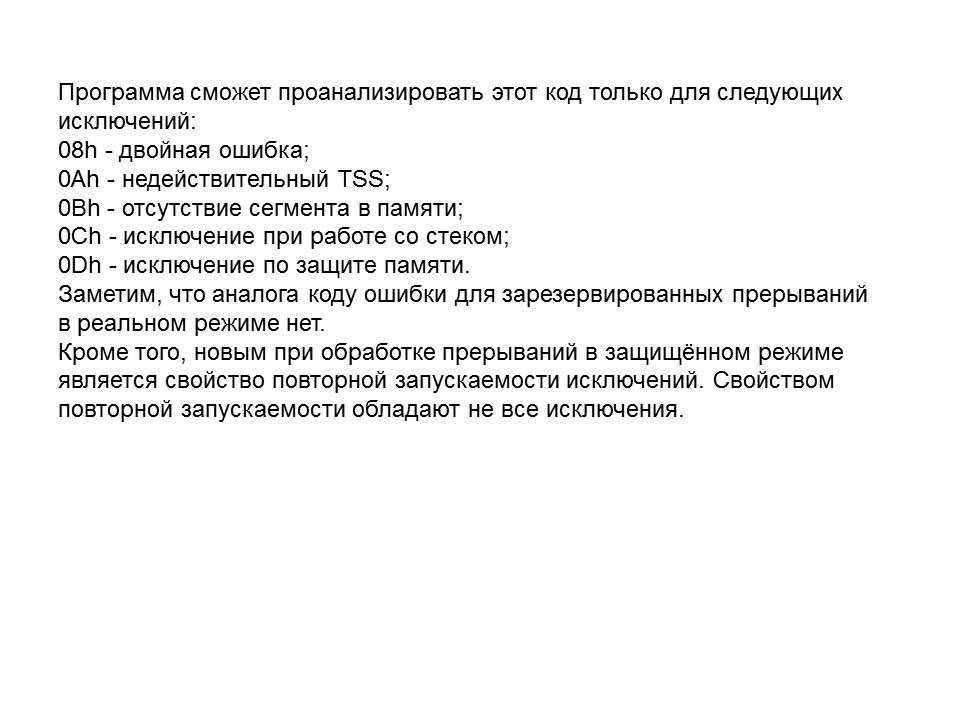 Программа сможет проанализировать этот код только для следующих
исключений:
08h - двойная ошибка;
0Ah - недействительный TSS;
0Bh - отсутствие сегмента в памяти;
0Ch - исключение при работе со стеком;
0Dh - исключение по защите памяти.
Заметим, что аналога коду ошибки для зарезервированных прерываний
в реальном режиме нет.
Кроме того, новым при обработке прерываний в защищённом режиме
является свойство повторной запускаемости исключений. Свойством
повторной запускаемости обладают не все исключения.